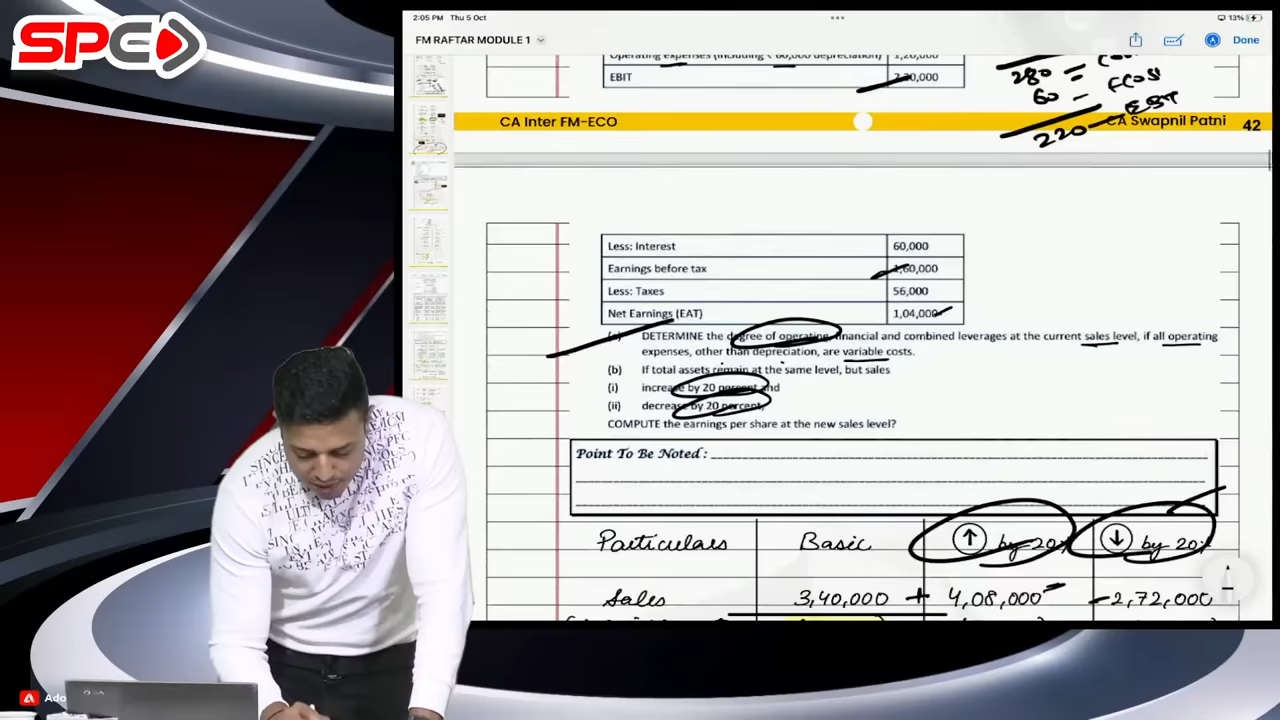 SPC
2:05 PM Thu 5 Oct
13%
FM RAFTAR MODULE 1
Done
Operating expenses (including ₹ 60,000 depreciation) 1,20,000
EBIT 2,20,000
280 =
60 = FCOSt
220 EBIT
CA Inter FM-ECO
CA Swapnil Patni 42
Less: Interest 60,000
Earnings before tax 1,60,000
Less: Taxes 56,000
Net Earnings (EAT) 1,04,000
DETERMINE the degree of operating, financial and combined leverages at the current sales level, if all operating
expenses, other than depreciation, are variable costs.
(b) If total assets remain at the same level, but sales
(i) increase by 20 percent and
(ii) decrease by 20 percent,
COMPUTE the earnings per share at the new sales level?
Point To Be Noted:
Particulars Basic ↑ by 20% ↓ by 20%
Sales 3,40,000 + 4,08,000 - 2,72,000
Ado